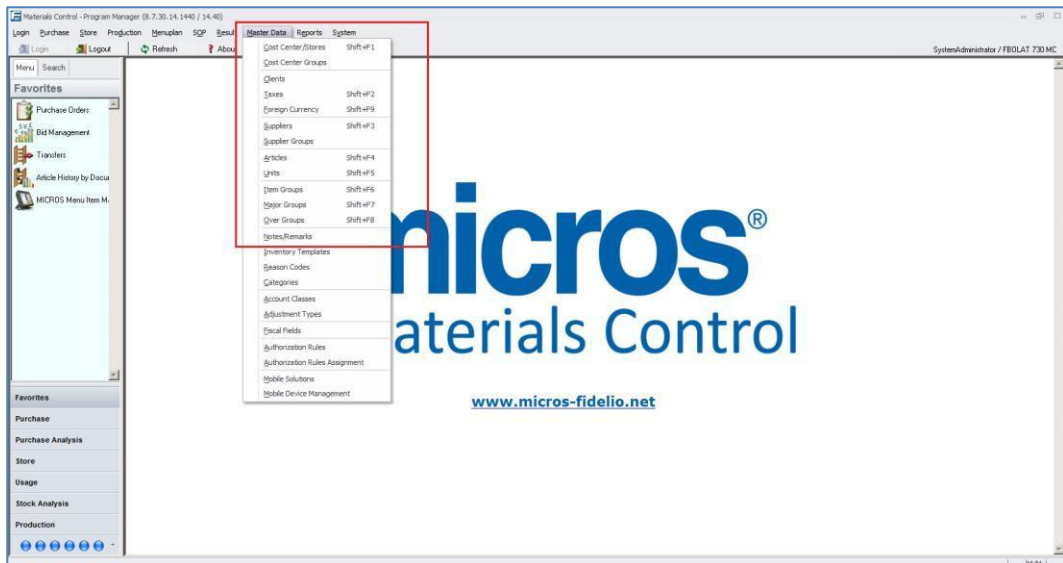 Materials Control - Program Manager (8.7.30.14.1440 / 14.40)
Login Purchase Store Production Menuplan SQP Resul Master Data Reports System
Login Logout Refresh Abou SystemAdministrator / FBOLAT 730 MC
Menu Search
Favorites
Purchase Orders
Bid Management
Transfers
Article History by Docur
MICROS Menu Item M
Cost Center/Stores Shift+F1
Cost Center Groups
Clients
Taxes Shift+F2
Foreign Currency Shift+F9
Suppliers Shift+F3
Supplier Groups
Articles Shift+F4
Units Shift+F5
Item Groups Shift+F6
Major Groups Shift+F7
Over Groups Shift+F8
Notes/Remarks
Inventory Templates
Reason Codes
Categories
Account Classes
Adjustment Types
Fiscal Fields
Authorization Rules
Authorization Rules Assignment
Mobile Solutions
Mobile Device Management
micros®
aterials Control
www.micros-fidelio.net
Favorites
Purchase
Purchase Analysis
Store
Usage
Stock Analysis
Production